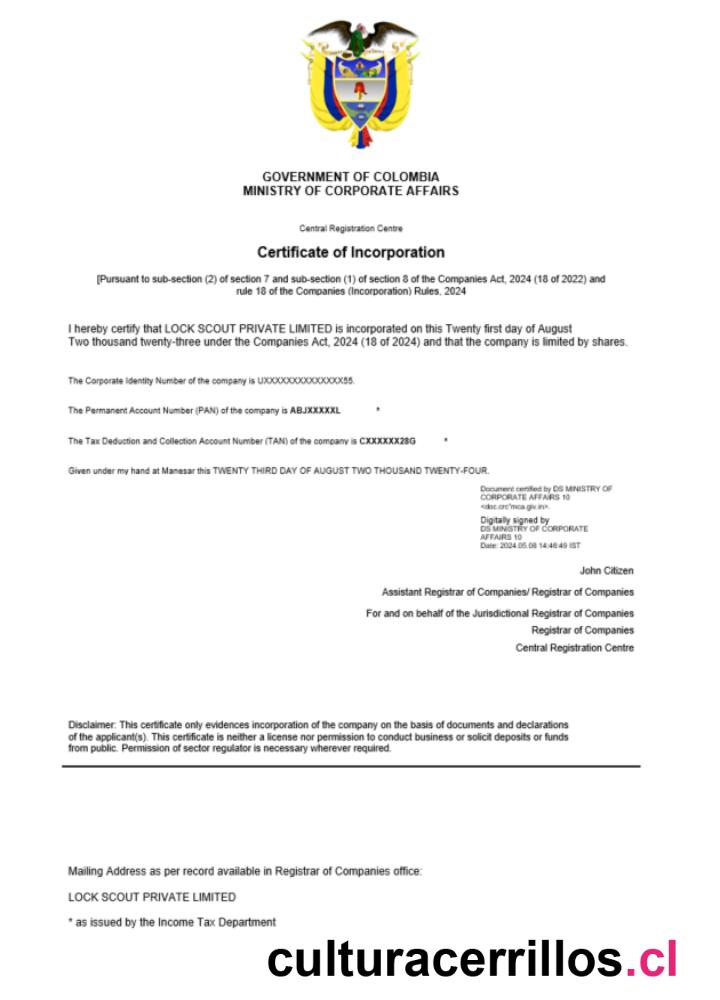 GOVERNMENT OF COLOMBIA
MINISTRY OF CORPORATE AFFAIRS
Central Registration Centre
Certificate of Incorporation
[Pursuant to sub-section (2) of section 7 and sub-section (1) of section 8 of the Companies Act, 2024 (18 of 2022) and
rule 18 of the Companies (Incorporation) Rules, 2024
I hereby certify that LOCK SCOUT PRIVATE LIMITED is incorporated on this Twenty first day of August
Two thousand twenty-three under the Companies Act, 2024 (18 of 2024) and that the company is limited by shares.
The Corporate Identity Number of the company is UXXXXXXXXXXXXXX55.
The Permanent Account Number (PAN) of the company is ABJXXXXXL *
The Tax Deduction and Collection Account Number (TAN) of the company is CXXXXXX28G *
Given under my hand at Manesar this TWENTY THIRD DAY OF AUGUST TWO THOUSAND TWENTY-FOUR.
Document certified by DS MINISTRY OF
CORPORATE AFFAIRS 10
<doc.crc"mca.giv.in>.
Digitally signed by
DS MINISTRY OF CORPORATE
AFFAIRS 10
Date: 2024.05.08 14:46:49 IST
John Citizen
Assistant Registrar of Companies/ Registrar of Companies
For and on behalf of the Jurisdictional Registrar of Companies
Registrar of Companies
Central Registration Centre
Disclaimer: This certificate only evidences incorporation of the company on the basis of documents and declarations
of the applicant(s). This certificate is neither a license nor permission to conduct business or solicit deposits or funds
from public. Permission of sector regulator is necessary wherever required.
Mailing Address as per record available in Registrar of Companies office:
LOCK SCOUT PRIVATE LIMITED
* as issued by the Income Tax Department
culturacerrillos.cl